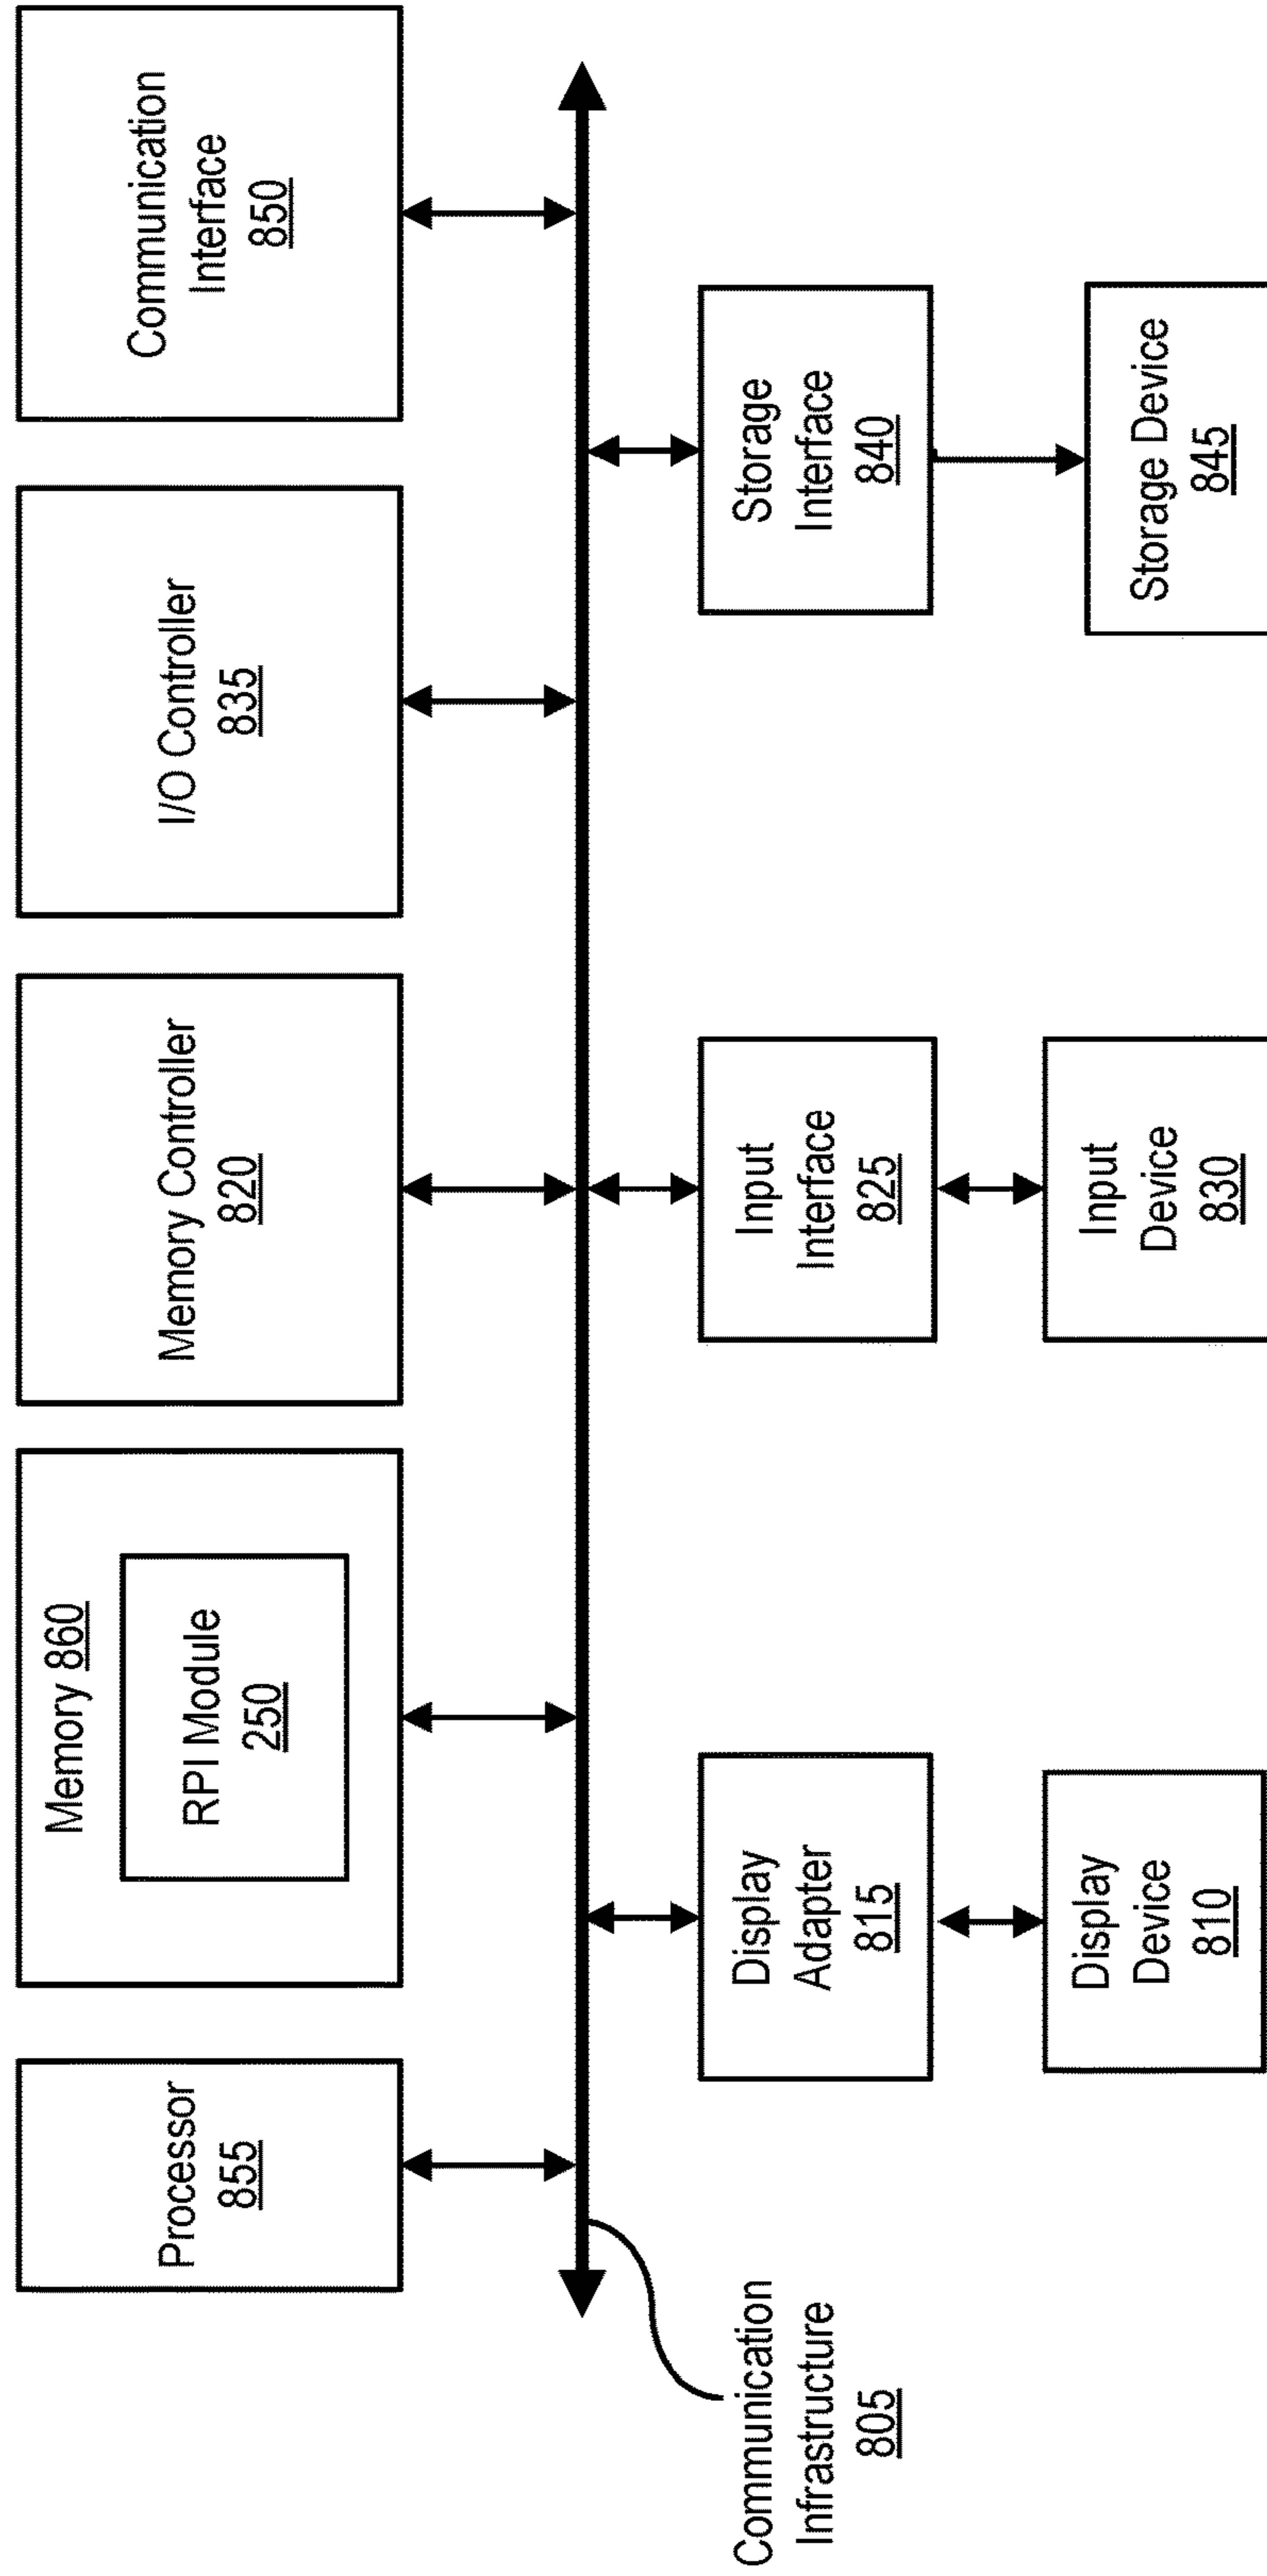 Processor
855
Memory 860
RPI Module
250
Memory Controller
820
I/O Controller
835
Communication
Interface
850
Communication
Infrastructure
805
Display
Adapter
815
Input
Interface
825
Storage
Interface
840
Display
Device
810
Input
Device
830
Storage Device
845